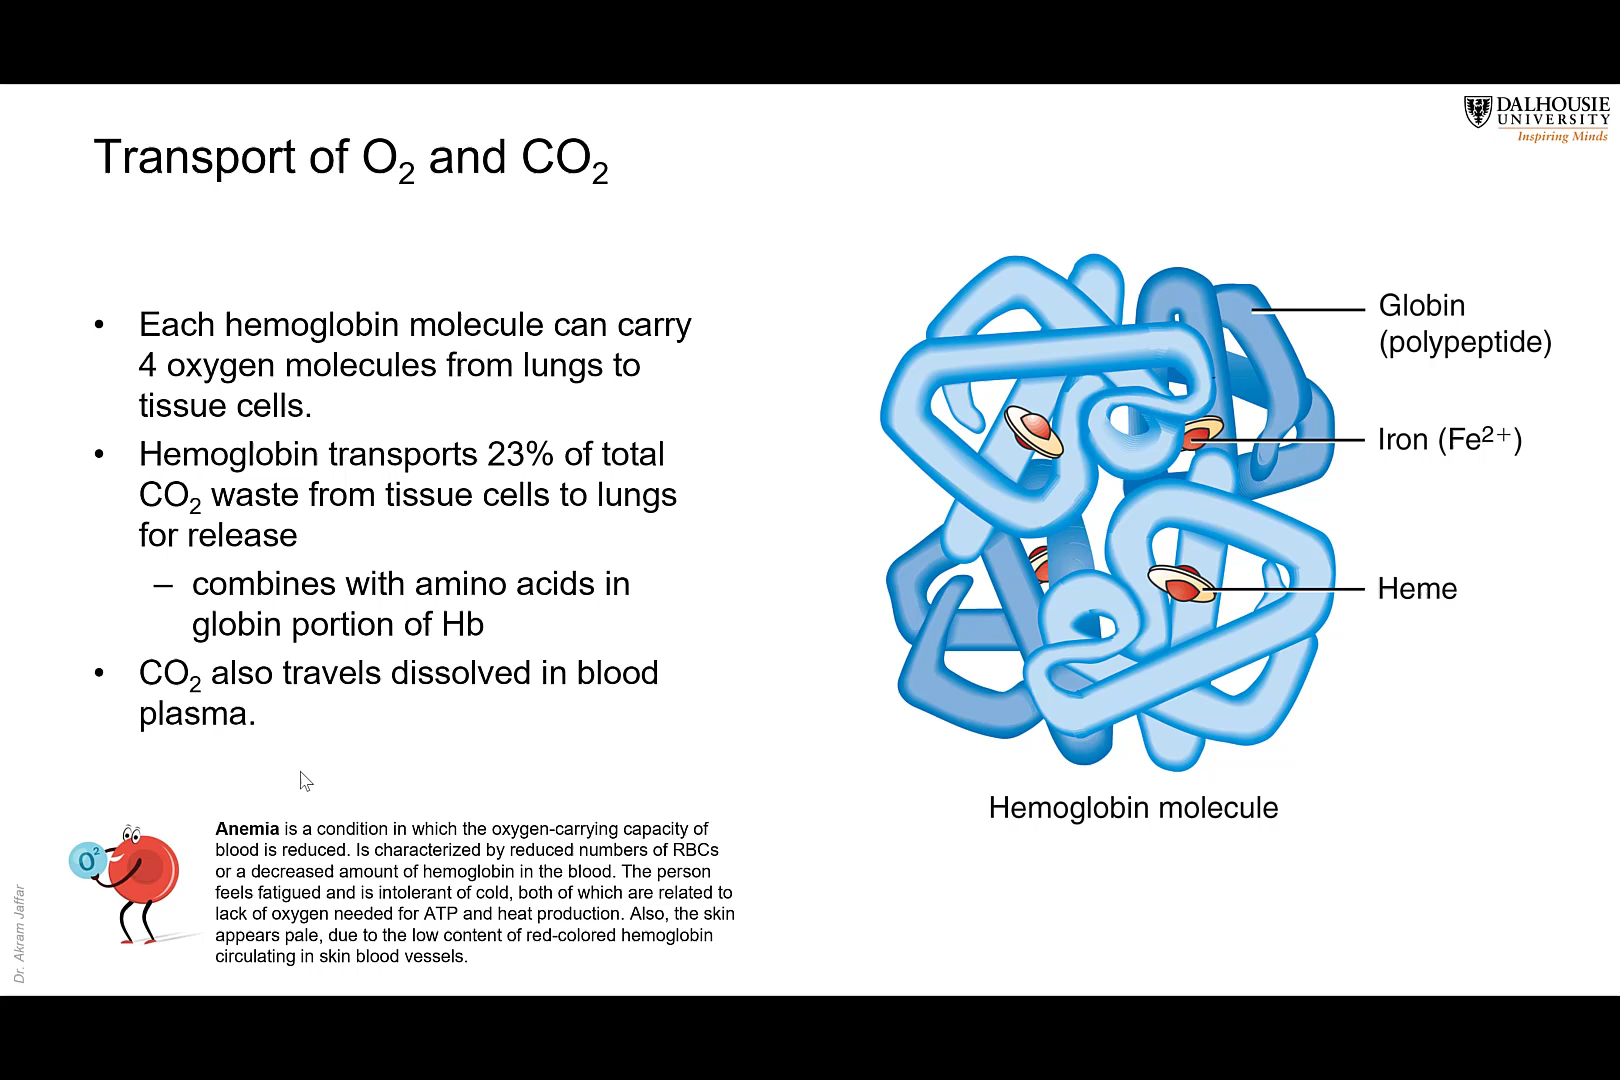 DALHOUSIE
UNIVERSITY
Inspiring Minds
Transport of O₂ and CO₂
• Each hemoglobin molecule can carry
4 oxygen molecules from lungs to
tissue cells.
• Hemoglobin transports 23% of total
CO₂ waste from tissue cells to lungs
for release
– combines with amino acids in
globin portion of Hb
• CO₂ also travels dissolved in blood
plasma.
Globin
(polypeptide)
Iron (Fe²⁺)
Heme
Hemoglobin molecule
O²
Anemia is a condition in which the oxygen-carrying capacity of
blood is reduced. Is characterized by reduced numbers of RBCs
or a decreased amount of hemoglobin in the blood. The person
feels fatigued and is intolerant of cold, both of which are related to
lack of oxygen needed for ATP and heat production. Also, the skin
appears pale, due to the low content of red-colored hemoglobin
circulating in skin blood vessels.
Dr. Akram Jaffar